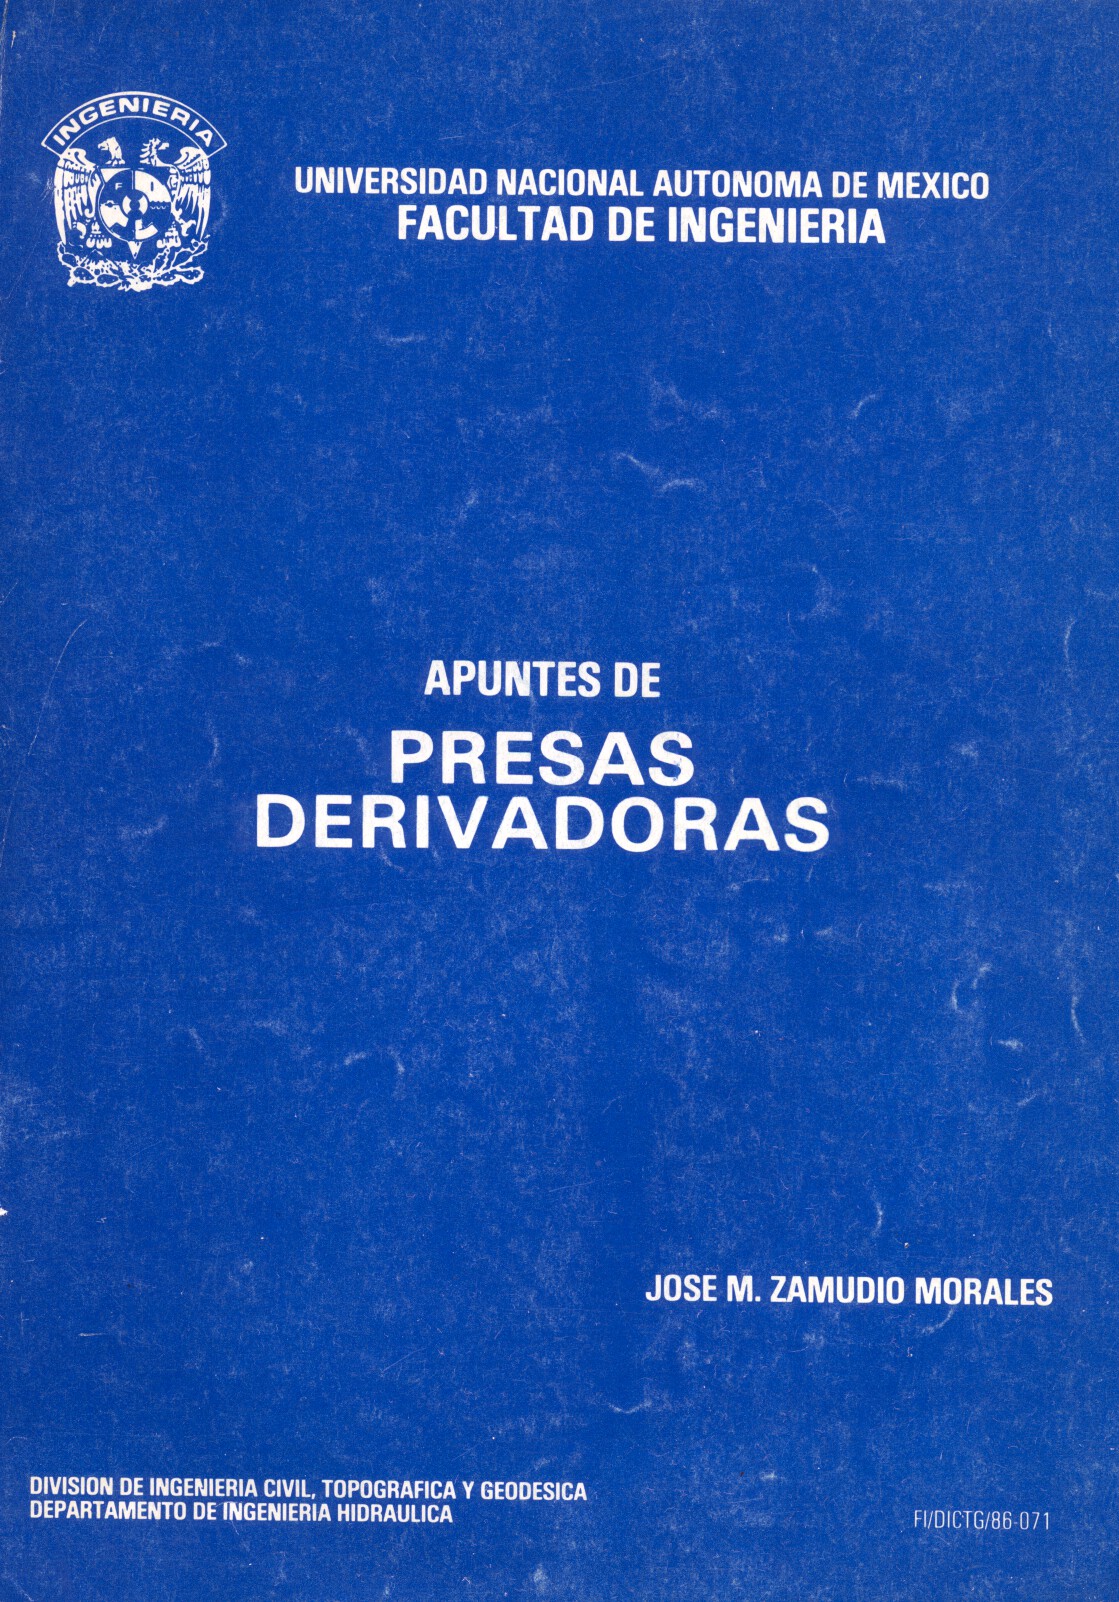 INGENIERIA
UNIVERSIDAD NACIONAL AUTONOMA DE MEXICO
FACULTAD DE INGENIERIA
APUNTES DE
PRESAS
DERIVADORAS
JOSE M. ZAMUDIO MORALES
DIVISION DE INGENIERIA CIVIL, TOPOGRAFICA Y GEODESICA
DEPARTAMENTO DE INGENIERIA HIDRAULICA
FI/DICTG/86-071